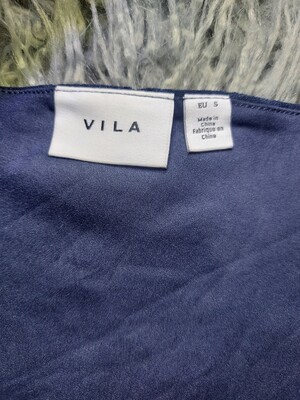 VILA
EU S
Made in
China
Fabriqué en
Chine